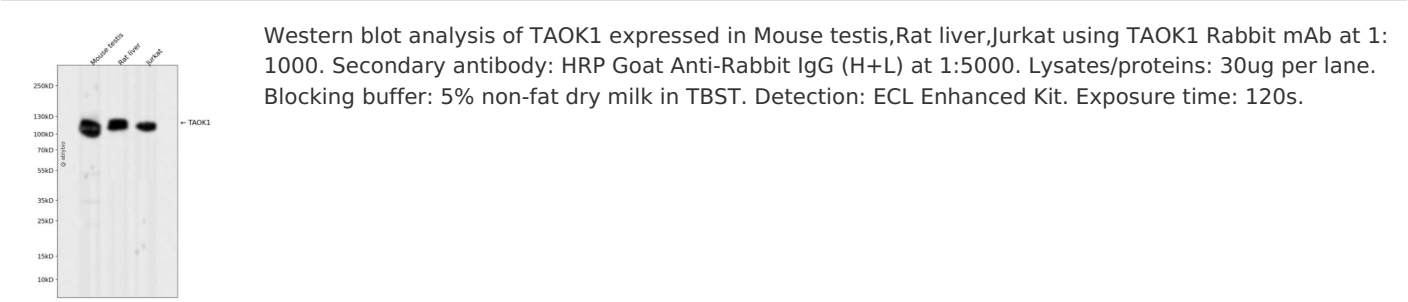 Mouse testis
Rat liver
Jurkat
Western blot analysis of TAOK1 expressed in Mouse testis,Rat liver,Jurkat using TAOK1 Rabbit mAb at 1:
1000. Secondary antibody: HRP Goat Anti-Rabbit IgG (H+L) at 1:5000. Lysates/proteins: 30ug per lane.
Blocking buffer: 5% non-fat dry milk in TBST. Detection: ECL Enhanced Kit. Exposure time: 120s.
250kD
130kD
← TAOK1
100kD
70kD
55kD
35kD
25kD
15kD
10kD